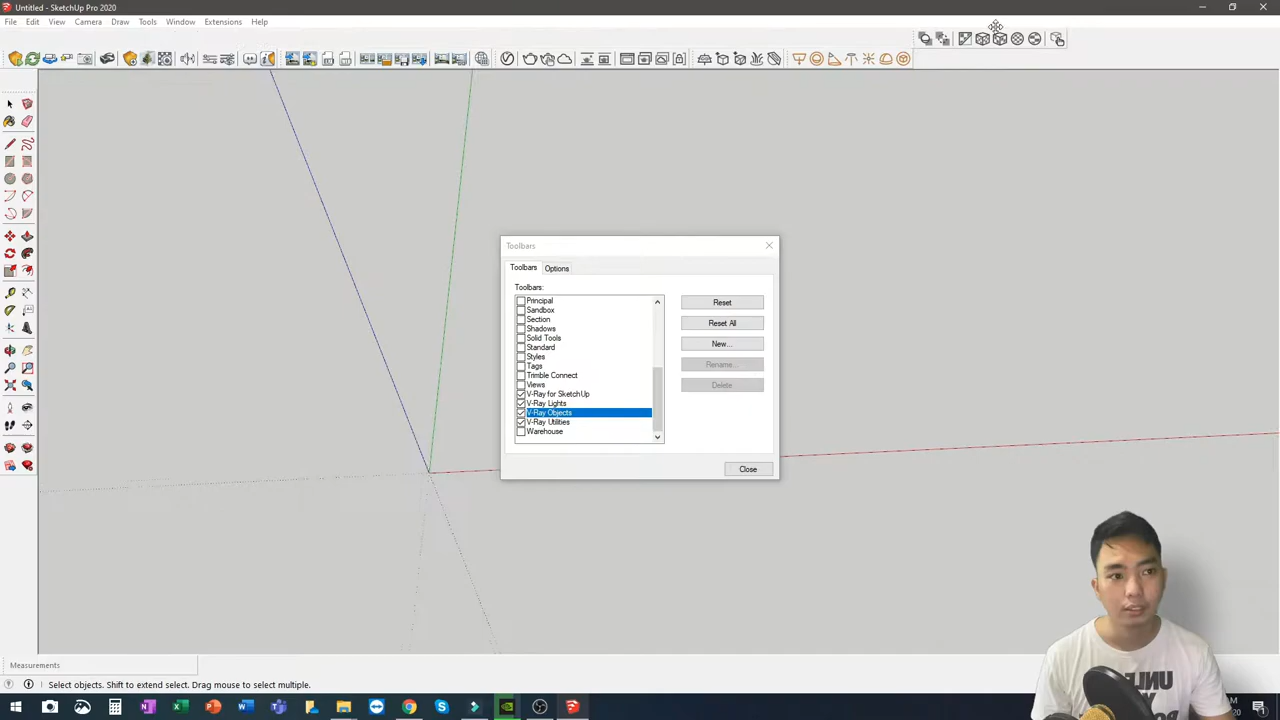 Untitled - SketchUp Pro 2020
File Edit View Camera Draw Tools Window Extensions Help
Toolbars
Toolbars Options
Toolbars:
Principal
Sandbox
Section
Shadows
Solid Tools
Standard
Styles
Tags
Trimble Connect
Views
V-Ray for SketchUp
V-Ray Lights
V-Ray Objects
V-Ray Utilities
Warehouse
Reset
Reset All
New...
Rename...
Delete
Close
Measurements
Select objects. Shift to extend select. Drag mouse to select multiple.